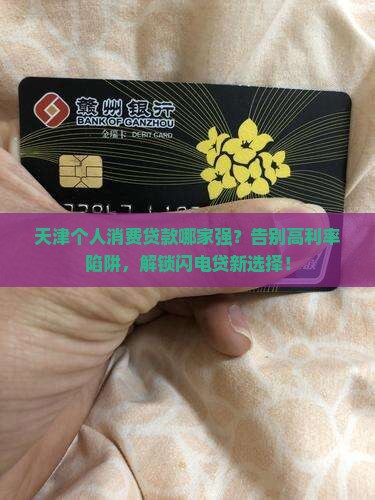 赣州银行
BANK OF GANZHOU
金瑞卡 DEBIT CARD
天津个人消费贷款哪家强？告别高利率
陷阱，解锁闪电贷新选择！